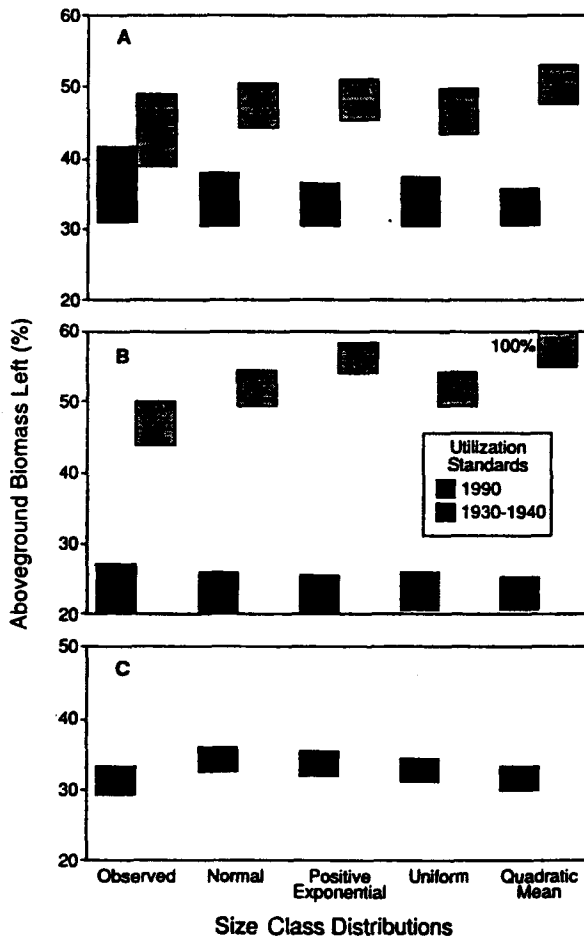 60
A
50
40
30
20
60
B
100%
50
40
30
20
Utilization
Standards
1990
1930-1940
50
C
40
30
20
Aboveground Biomass Left (%)
Observed
Normal
Positive
Exponential
Uniform
Quadratic
Mean
Size Class Distributions